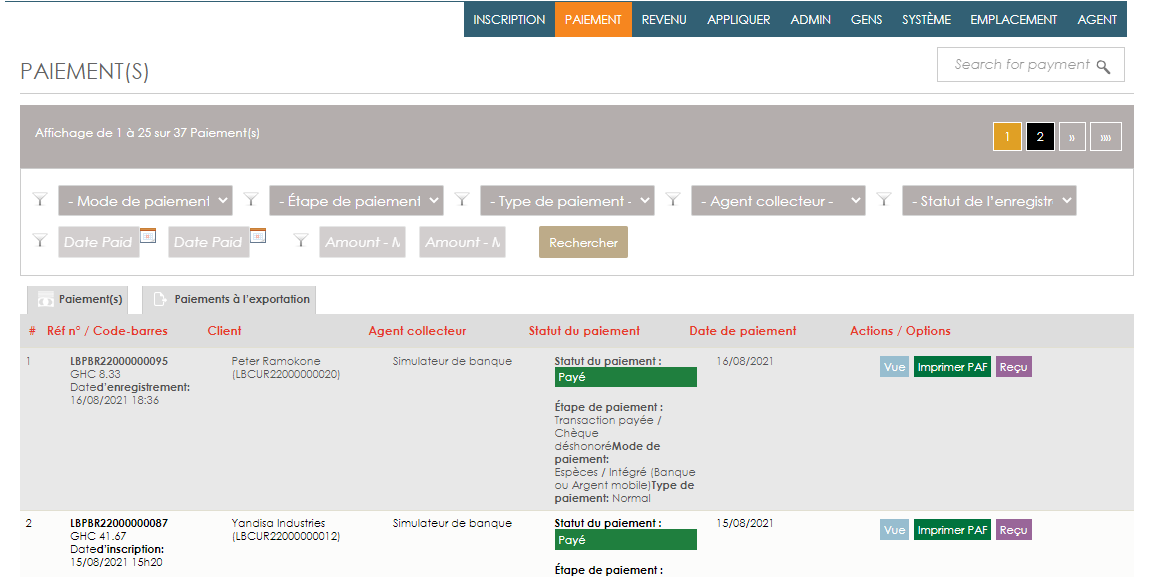 INSCRIPTION PAIEMENT REVENU APPLIQUER ADMIN GENS SYSTÈME EMPLACEMENT AGENT
PAIEMENT(S)
Search for payment
Affichage de 1 à 25 sur 37 Paiement(s)
1 2 » »»
- Mode de paiement - Étape de paiement - Type de paiement - - Agent collecteur - - Statut de l'enregistr
Date Paid Date Paid Amount - M Amount - M Rechercher
Paiement(s) Paiements à l'exportation
# Réf n° / Code-barres Client Agent collecteur Statut du paiement Date de paiement Actions / Options
1 LBPBR22000000095 Peter Ramokone Simulateur de banque Statut du paiement : 16/08/2021 Vue Imprimer PAF Reçu
GHC 8.33 (LBCUR22000000020) Payé
Dated'enregistrement:
16/08/2021 18:36
Étape de paiement :
Transaction payée /
Chèque
déshonoréMode de
paiement:
Espèces / Intégré (Banque
ou Argent mobile)Type de
paiement: Normal
2 LBPBR22000000087 Yandisa Industries Simulateur de banque Statut du paiement : 15/08/2021 Vue Imprimer PAF Reçu
GHC 41.67 (LBCUR22000000012) Payé
Dated'inscription:
15/08/2021 15h20
Étape de paiement :